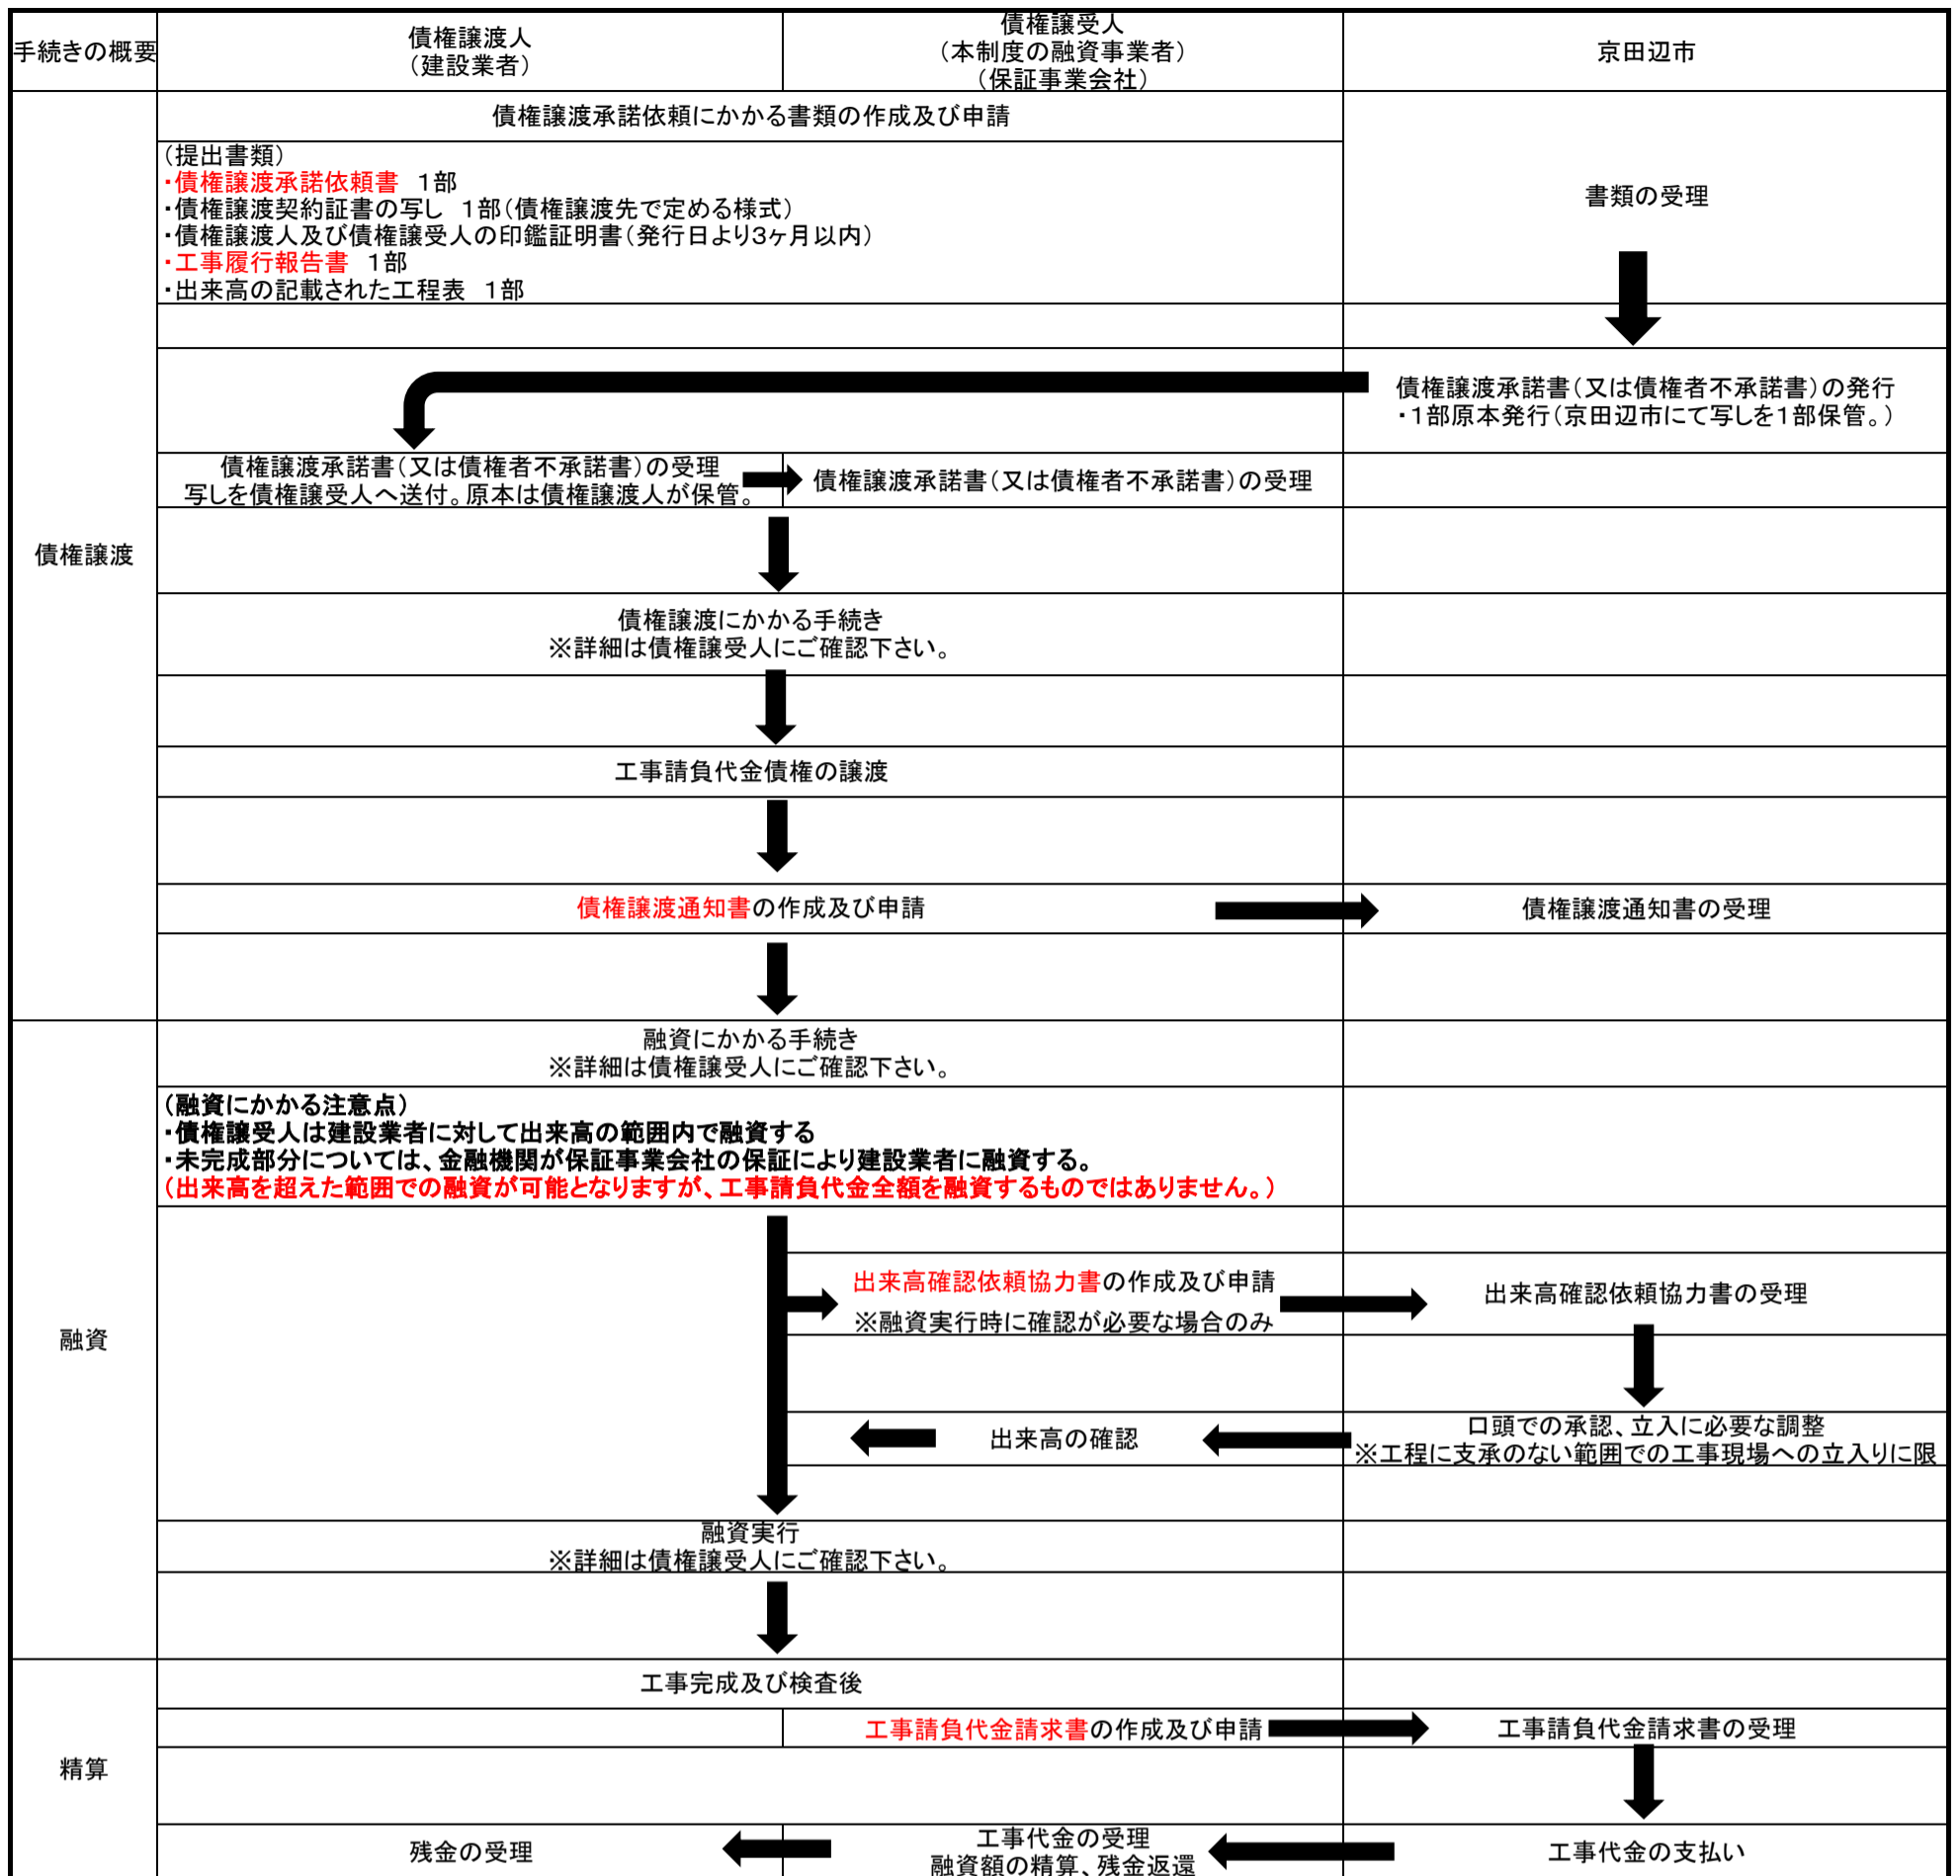 手続きの概要
債権譲渡人
（建設業者）
債権譲受人
（本制度の融資事業者）
（保証事業会社）
京田辺市
債権譲渡
債権譲渡承諾依頼にかかる書類の作成及び申請
（提出書類）
・債権譲渡承諾依頼書　１部
・債権譲渡契約証書の写し　１部（債権譲渡先で定める様式）
・債権譲渡人及び債権譲受人の印鑑証明書（発行日より３ヶ月以内）
・工事履行報告書　１部
・出来高の記載された工程表　１部
書類の受理
債権譲渡承諾書（又は債権者不承諾書）の発行
・１部原本発行（京田辺市にて写しを１部保管。）
債権譲渡承諾書（又は債権者不承諾書）の受理
写しを債権譲受人へ送付。原本は債権譲渡人が保管。
債権譲渡承諾書（又は債権者不承諾書）の受理
債権譲渡にかかる手続き
※詳細は債権譲受人にご確認下さい。
工事請負代金債権の譲渡
債権譲渡通知書の作成及び申請
債権譲渡通知書の受理
融資
融資にかかる手続き
※詳細は債権譲受人にご確認下さい。
（融資にかかる注意点）
・債権譲受人は建設業者に対して出来高の範囲内で融資する
・未完成部分については、金融機関が保証事業会社の保証により建設業者に融資する。
（出来高を超えた範囲での融資が可能となりますが、工事請負代金全額を融資するものではありません。）
出来高確認依頼協力書の作成及び申請
※融資実行時に確認が必要な場合のみ
出来高確認依頼協力書の受理
出来高の確認
口頭での承認、立入に必要な調整
※工程に支承のない範囲での工事現場への立入りに限
融資実行
※詳細は債権譲受人にご確認下さい。
精算
工事完成及び検査後
工事請負代金請求書の作成及び申請
工事請負代金請求書の受理
残金の受理
工事代金の受理
融資額の精算、残金返還
工事代金の支払い